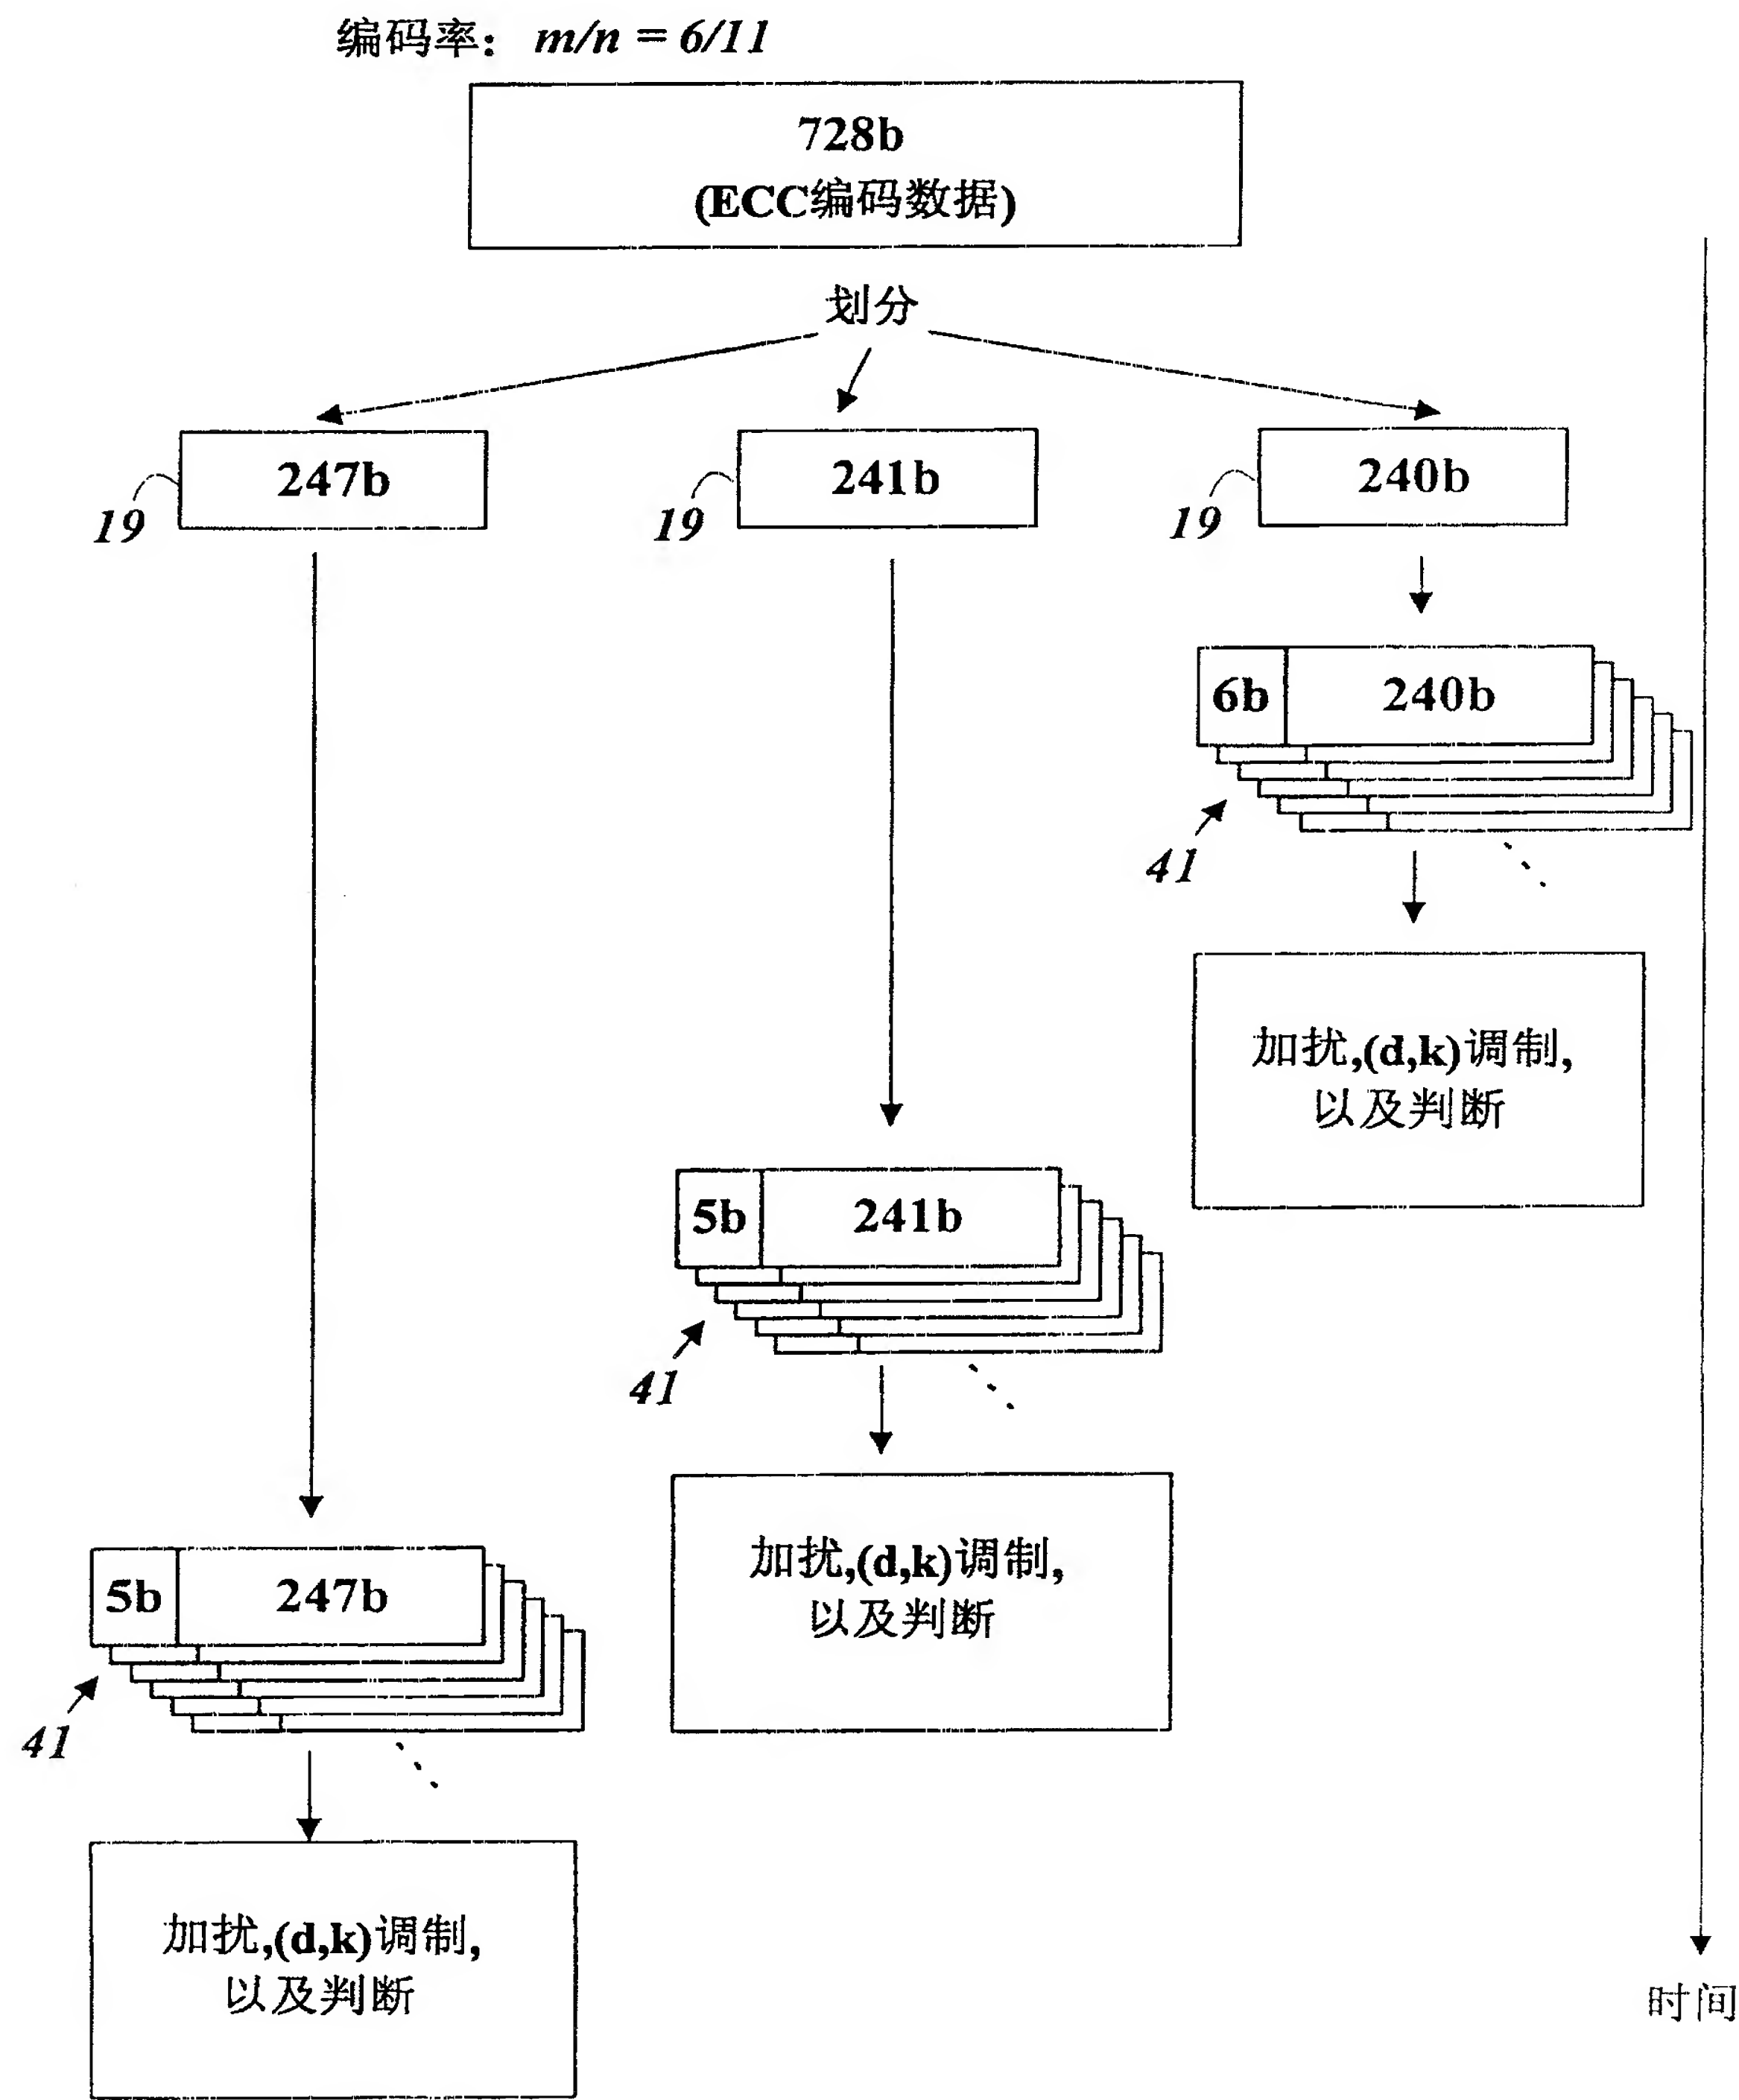 编码率: m/n = 6/11
728b
(ECC编码数据)
划分
247b
241b
240b
19
19
19
6b
240b
41
加扰,(d,k)调制,
以及判断
5b
241b
41
加扰,(d,k)调制,
以及判断
5b
247b
41
加扰,(d,k)调制,
以及判断
时间